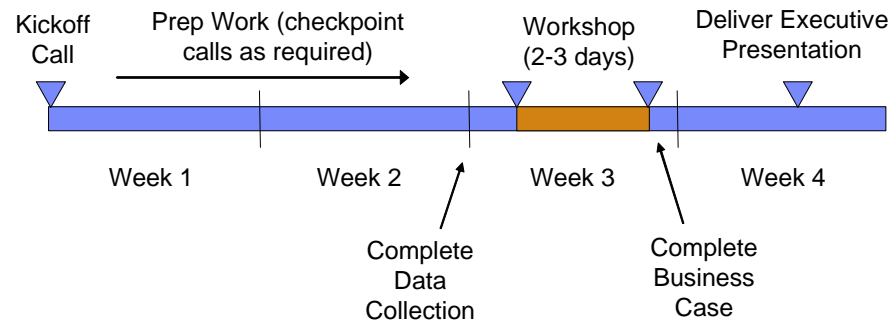 Kickoff
Call
Prep Work (checkpoint
calls as required)
Workshop
(2-3 days)
Deliver Executive
Presentation
Week 1
Week 2
Week 3
Week 4
Complete
Data
Collection
Complete
Business
Case